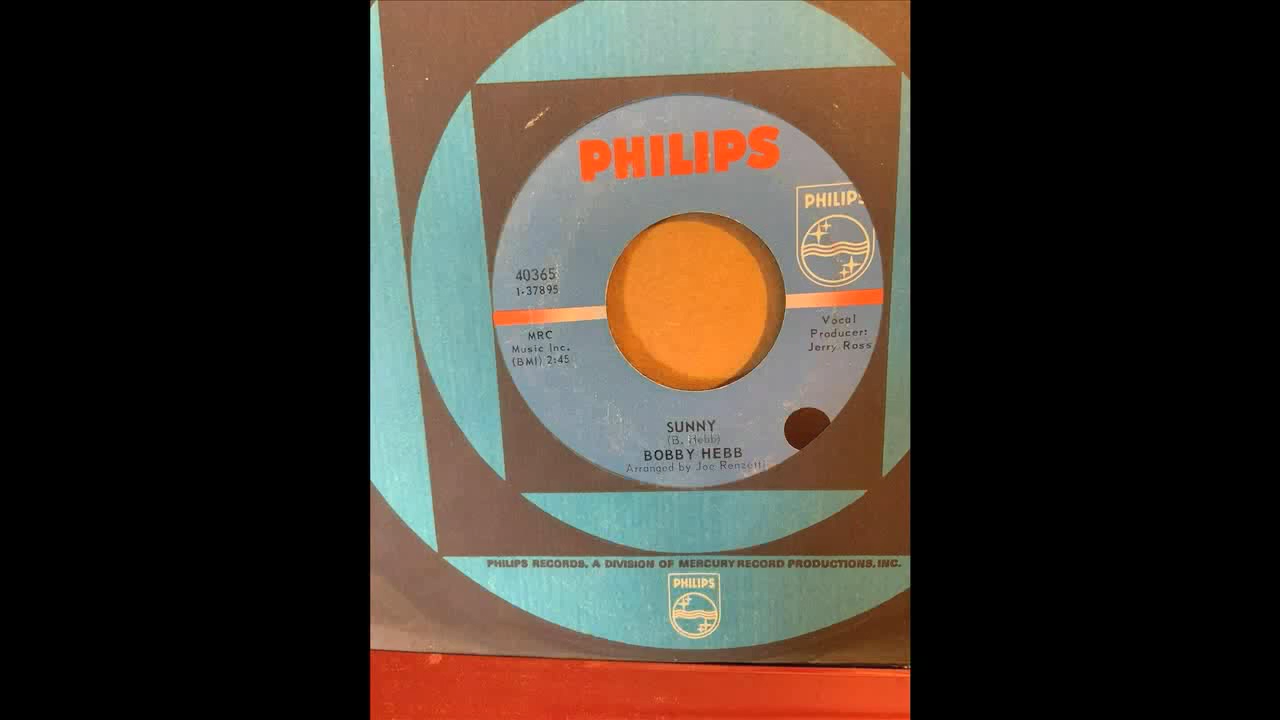 PHILIPS
PHILIPS
40365
1-37895
MRC
Music Inc.
(BMI) 2:45
Vocal
Producer:
Jerry Ross
SUNNY
(B. Hebb)
BOBBY HEBB
Arranged by Joe Renzetti
PHILIPS RECORDS, A DIVISION OF MERCURY RECORD PRODUCTIONS, INC.
PHILIPS